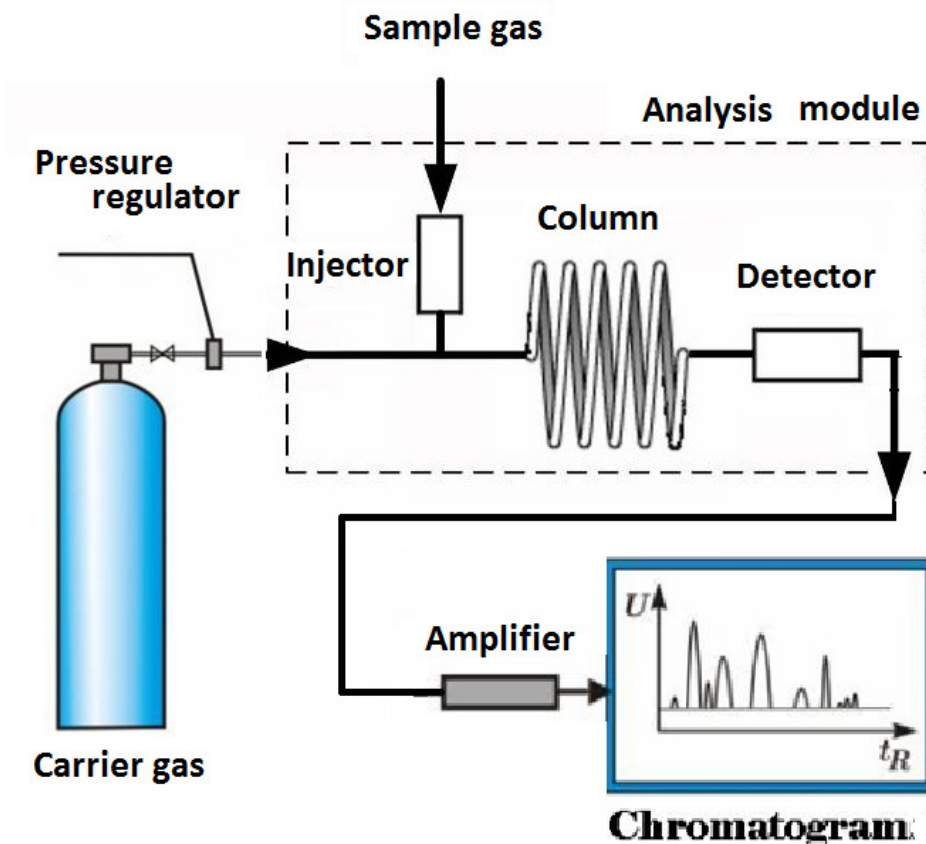 Sample gas
Analysis module
Pressure
regulator
Column
Injector
Detector
Amplifier
U
t_R
Carrier gas
Chromatogram